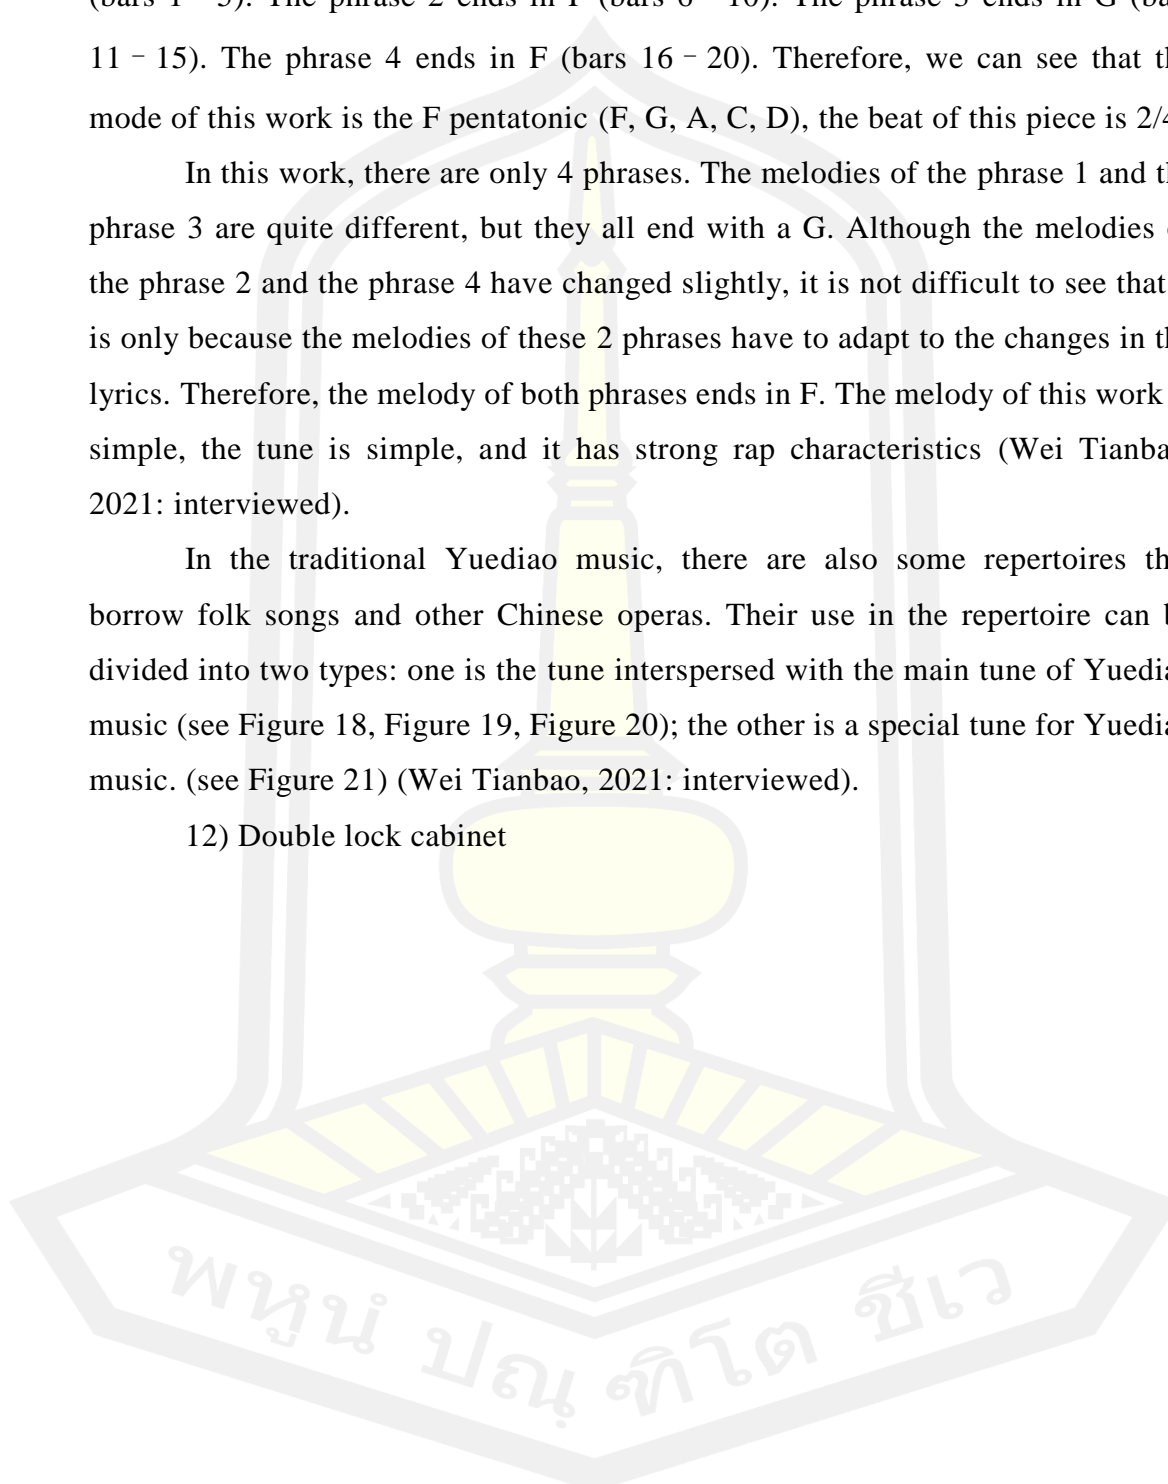 (bars 1 - 5). The phrase 2 ends in F (bars 6 - 10). The phrase 3 ends in G
11 - 15). The phrase 4 ends in F (bars 16 - 20). Therefore, we can see that
mode of this work is the F pentatonic (F, G, A, C, D), the beat of this piece is 2/4
In this work, there are only 4 phrases. The melodies of the phrase 1 and
phrase 3 are quite different, but they all end with a G. Although the melodies
the phrase 2 and the phrase 4 have changed slightly, it is not difficult to see that
is only because the melodies of these 2 phrases have to adapt to the changes in
lyrics. Therefore, the melody of both phrases ends in F. The melody of this work
simple, the tune is simple, and it has strong rap characteristics (Wei
2021: interviewed).
In the traditional Yuediao music, there are also some repertoires
borrow folk songs and other Chinese operas. Their use in the repertoire can
divided into two types: one is the tune interspersed with the main tune of
music (see Figure 18, Figure 19, Figure 20); the other is a special tune for
music. (see Figure 21) (Wei Tianbao, 2021: interviewed).
12) Double lock cabinet
พหูนํ ปณฺฑิโต ชีเว